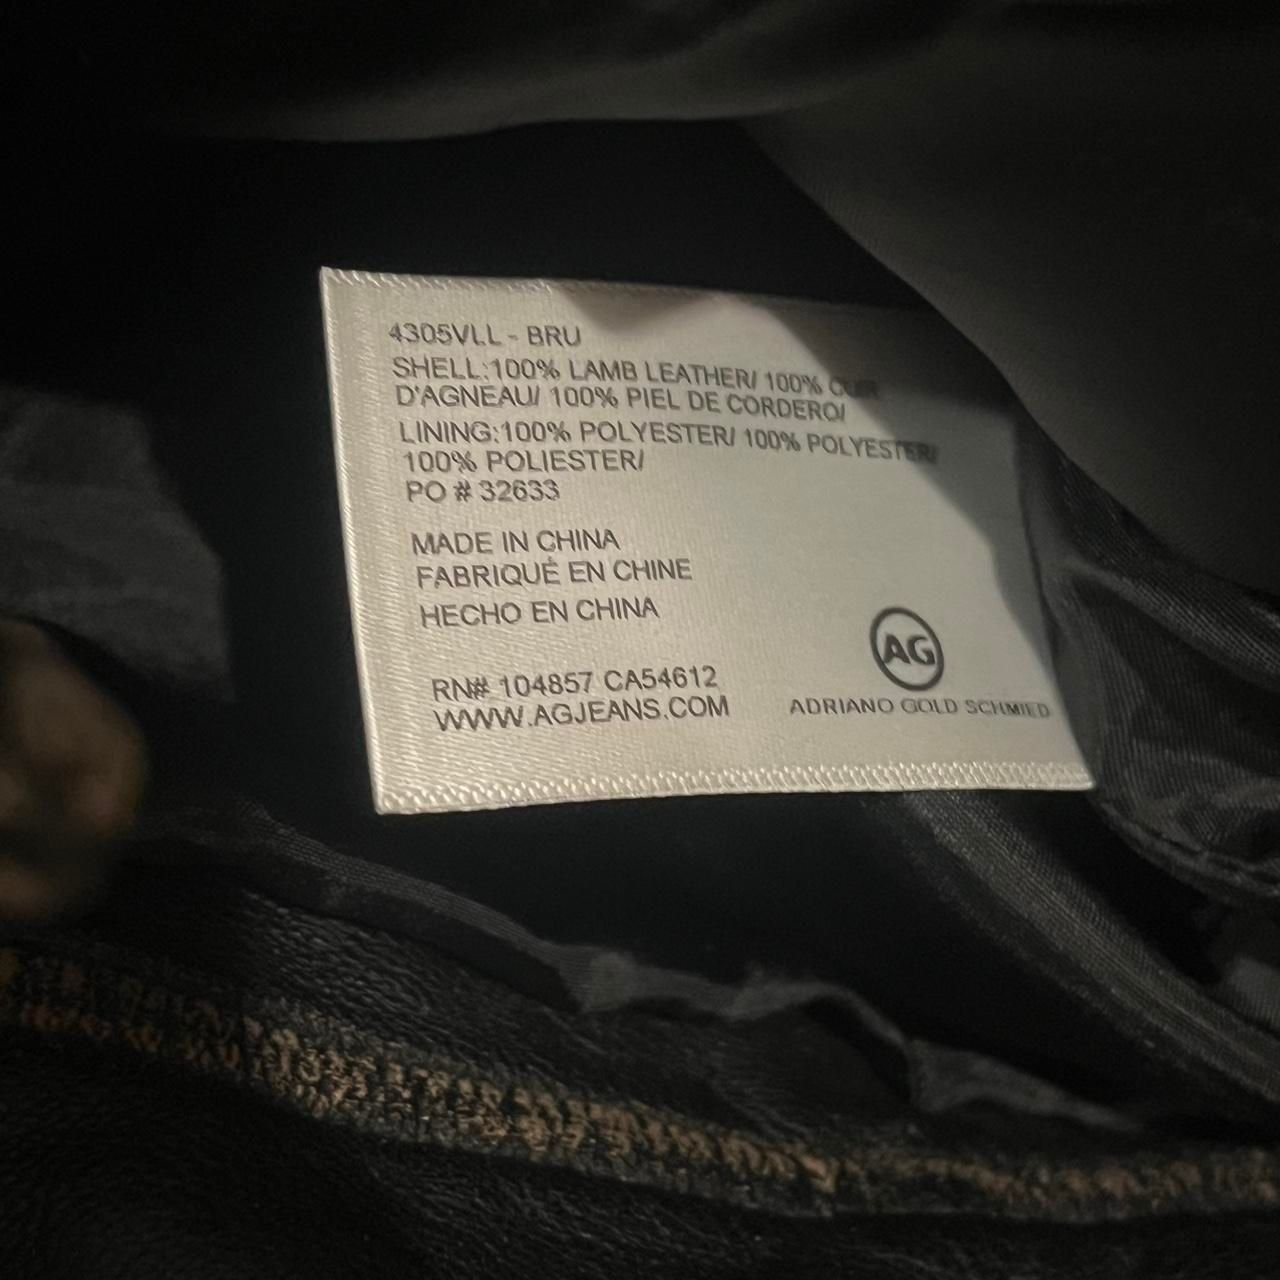 4305VLL - BRU
SHELL:100% LAMB LEATHER/ 100% CUIR
D'AGNEAU/ 100% PIEL DE CORDERO/
LINING:100% POLYESTER/ 100% POLYESTER/
100% POLIESTER/
PO # 32633
MADE IN CHINA
FABRIQUÉ EN CHINE
HECHO EN CHINA
AG
RN# 104857 CA54612
WWW.AGJEANS.COM
ADRIANO GOLD SCHMIED